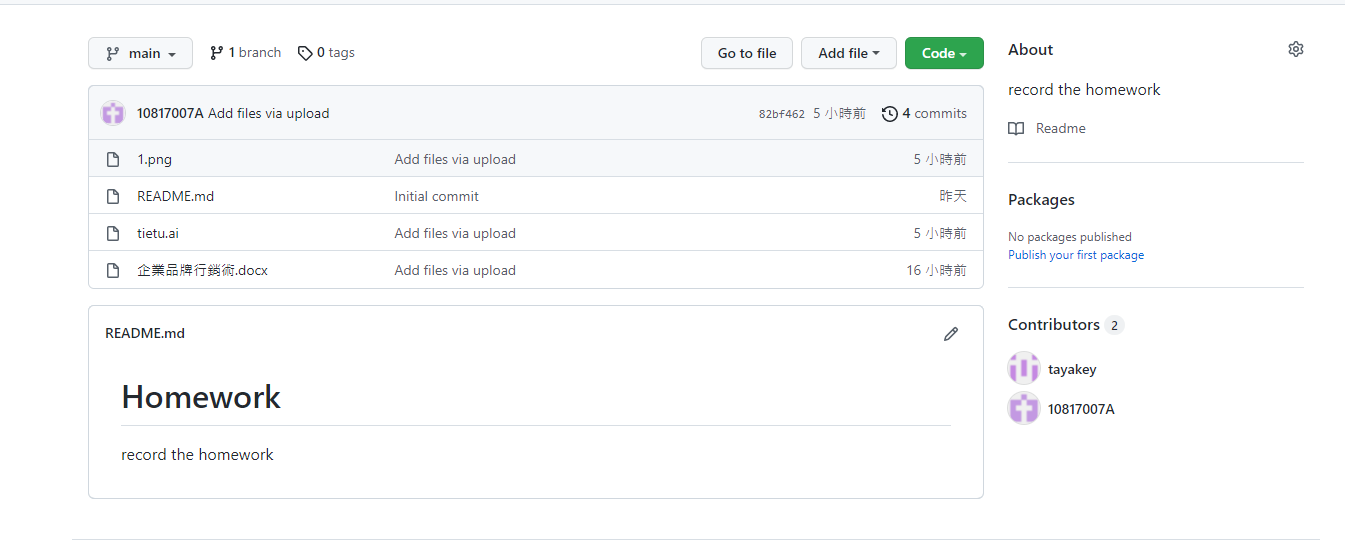 main 1 branch 0 tags Go to file Add file Code
10817007A Add files via upload 82bf462 5 小時前 4 commits
1.png Add files via upload 5 小時前
README.md Initial commit 昨天
tietu.ai Add files via upload 5 小時前
企業品牌行銷術.docx Add files via upload 16 小時前
README.md
Homework
record the homework
About
record the homework
Readme
Packages
No packages published
Publish your first package
Contributors 2
tayakey
10817007A